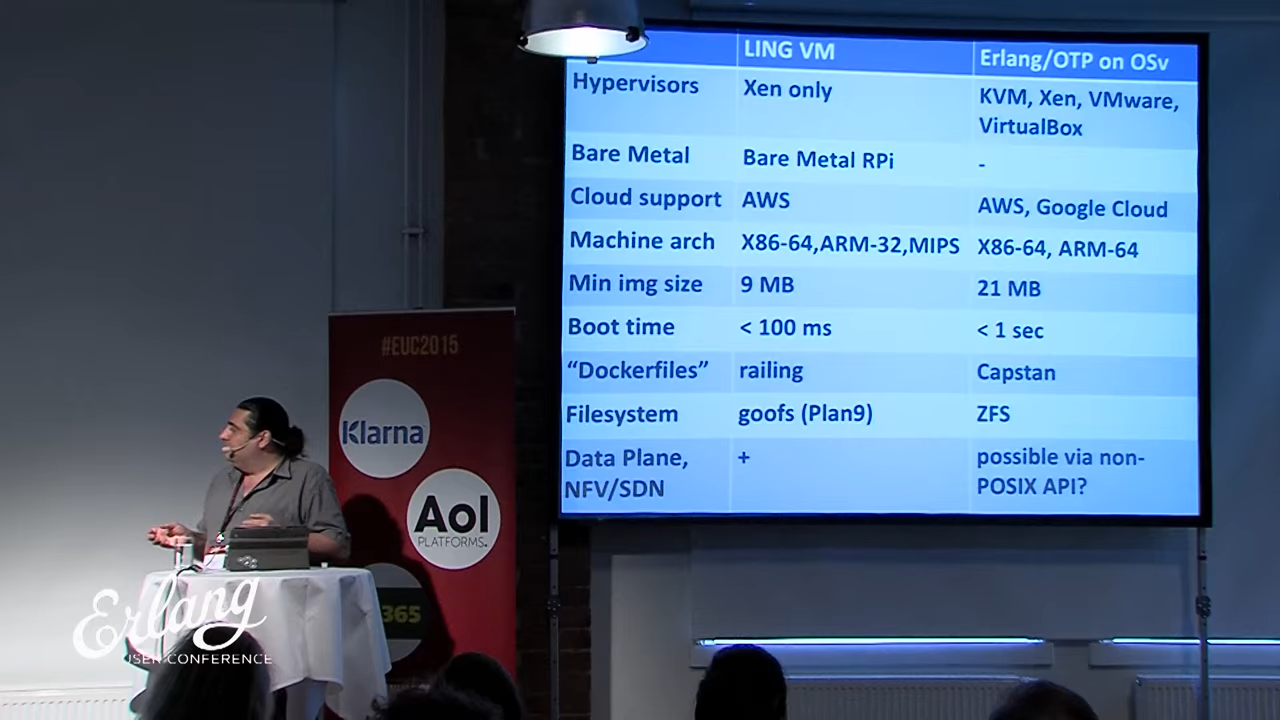 LING VM
Erlang/OTP on OSv
Hypervisors
Xen only
KVM, Xen, VMware,
VirtualBox
Bare Metal
Bare Metal RPi
-
Cloud support
AWS
AWS, Google Cloud
Machine arch
X86-64,ARM-32,MIPS
X86-64, ARM-64
Min img size
9 MB
21 MB
Boot time
< 100 ms
< 1 sec
“Dockerfiles”
railing
Capstan
Filesystem
goofs (Plan9)
ZFS
Data Plane,
NFV/SDN
+
possible via non-
POSIX API?
#EUC2015
Klarna
Aol
PLATFORMS.
365
Erlang
USER CONFERENCE